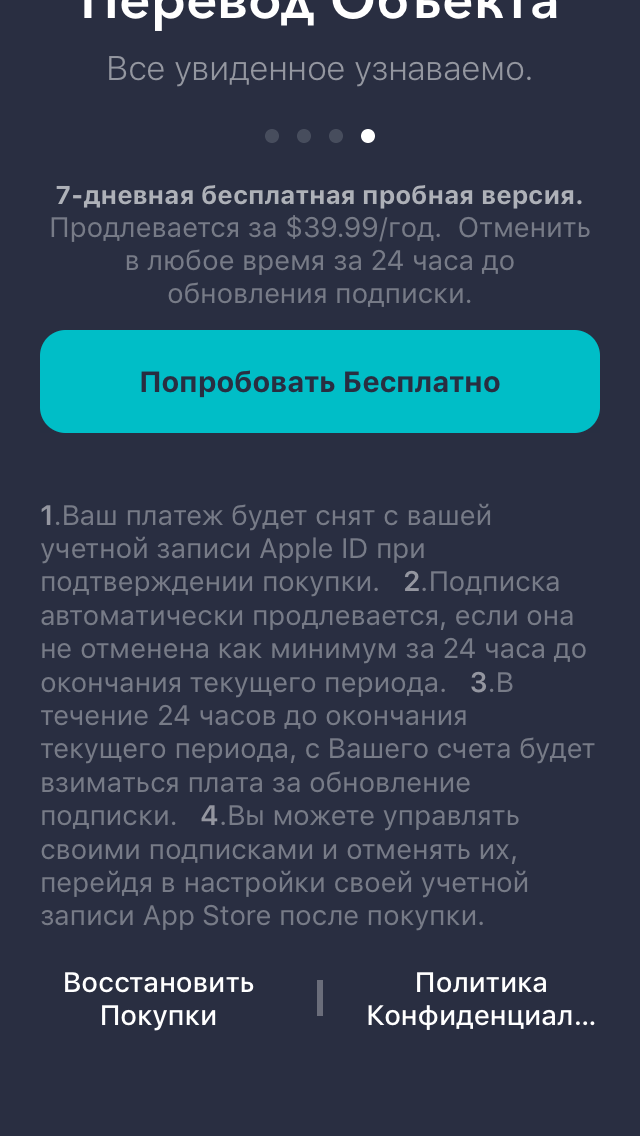 Перевод Объекта
Все увиденное узнаваемо.
7-дневная бесплатная пробная версия.
Продлевается за $39.99/год.  Отменить
в любое время за 24 часа до
обновления подписки.
Попробовать Бесплатно
1.Ваш платеж будет снят с вашей
учетной записи Apple ID при
подтверждении покупки.   2.Подписка
автоматически продлевается, если она
не отменена как минимум за 24 часа до
окончания текущего периода.   3.В
течение 24 часов до окончания
текущего периода, с Вашего счета будет
взиматься плата за обновление
подписки.   4.Вы можете управлять
своими подписками и отменять их,
перейдя в настройки своей учетной
записи App Store после покупки.
Восстановить
Покупки
Политика
Конфиденциал...